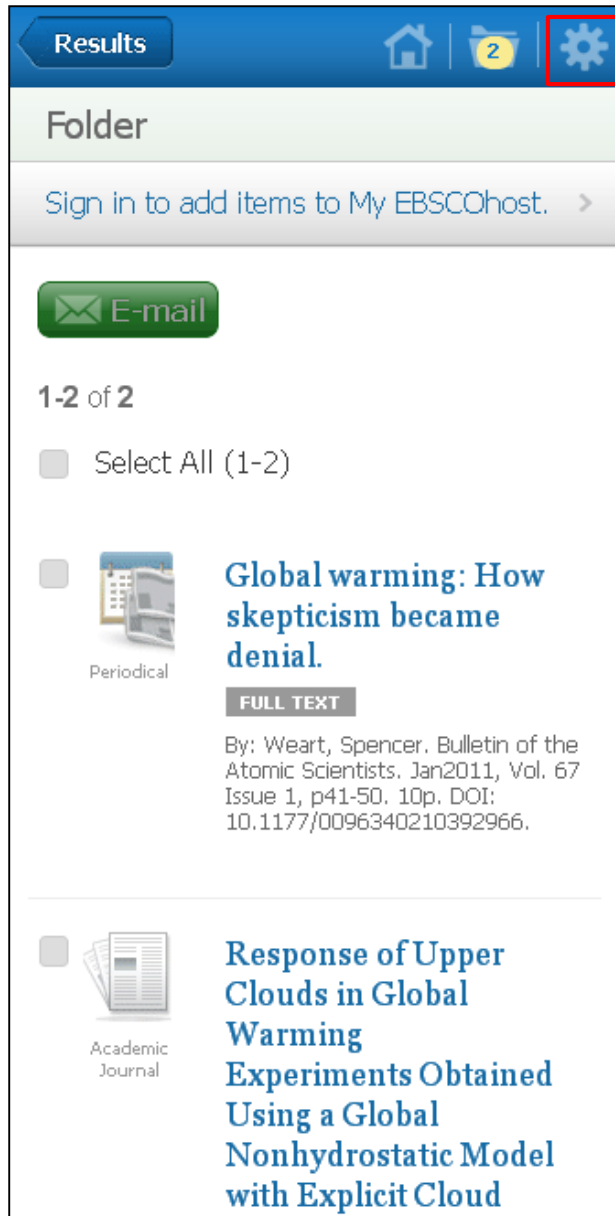 Results
2
Folder
Sign in to add items to My EBSCOhost. >
E-mail
1-2 of 2
Select All (1-2)
Periodical
Global warming: How
skepticism became
denial.
FULL TEXT
By: Weart, Spencer. Bulletin of the
Atomic Scientists. Jan2011, Vol. 67
Issue 1, p41-50. 10p. DOI:
10.1177/0096340210392966.
Academic
Journal
Response of Upper
Clouds in Global
Warming
Experiments Obtained
Using a Global
Nonhydrostatic Model
with Explicit Cloud